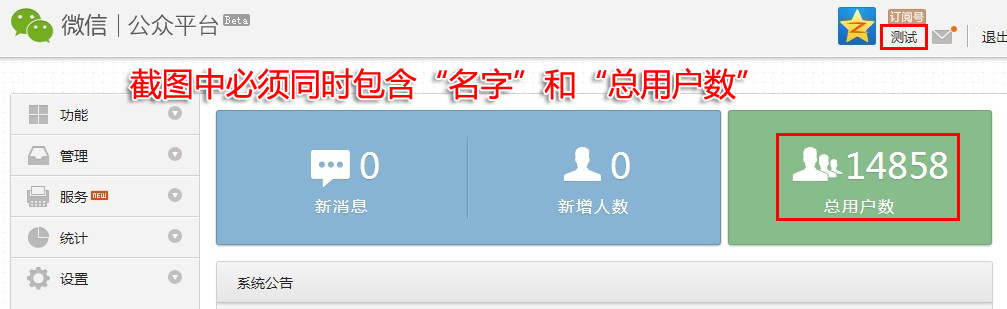 微信 | 公众平台 Beta
订阅号
测试
退出
截图中必须同时包含“名字”和“总用户数”
功能
管理
服务 NEW
统计
设置
0
新消息
0
新增人数
14858
总用户数
系统公告